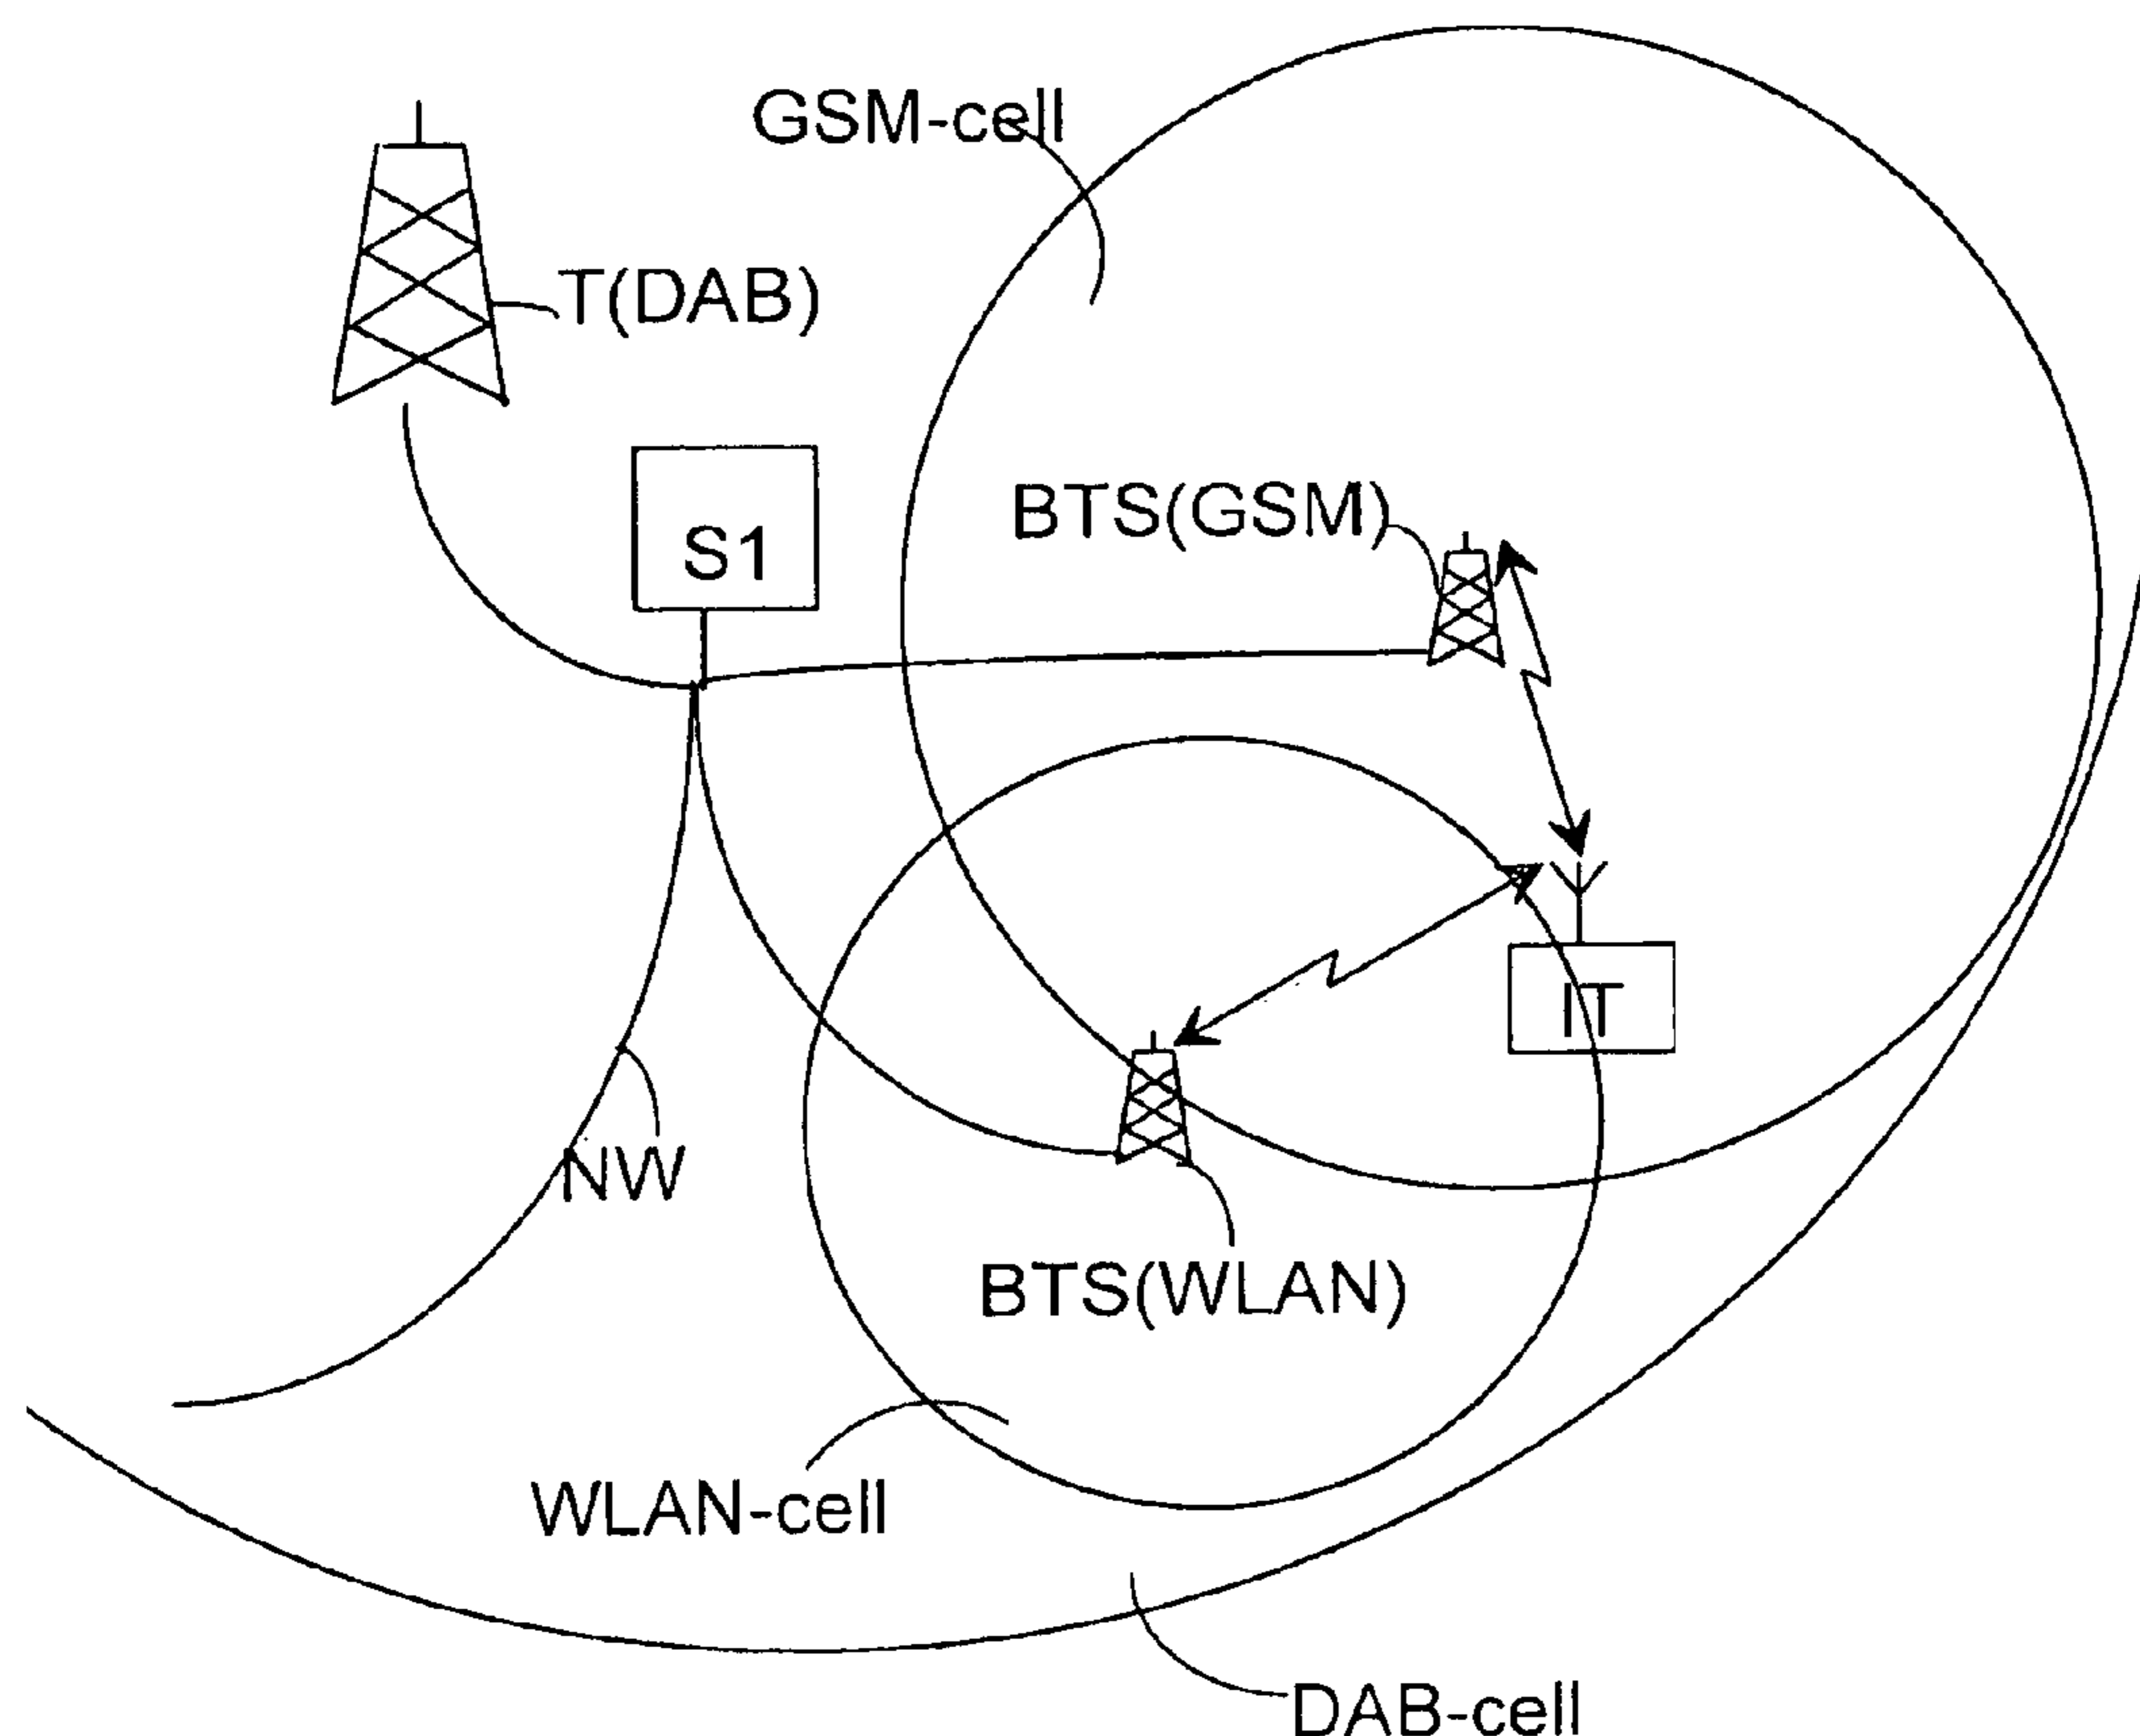 GSM-cell
T(DAB)
S1
BTS(GSM)
IT
NW
BTS(WLAN)
WLAN-cell
DAB-cell